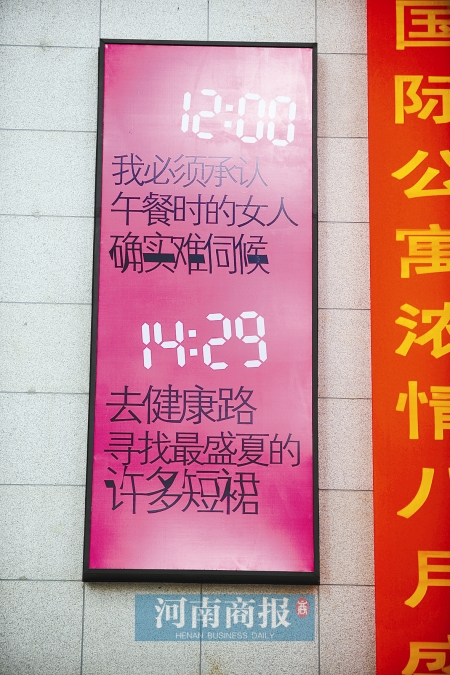 12:00
我必须承认
午餐时的女人
确实难伺候
14:29
去健康路
寻找最盛夏的
许多短裙
国际公寓浓情八月盛
河南商报
HENAN BUSINESS DAILY